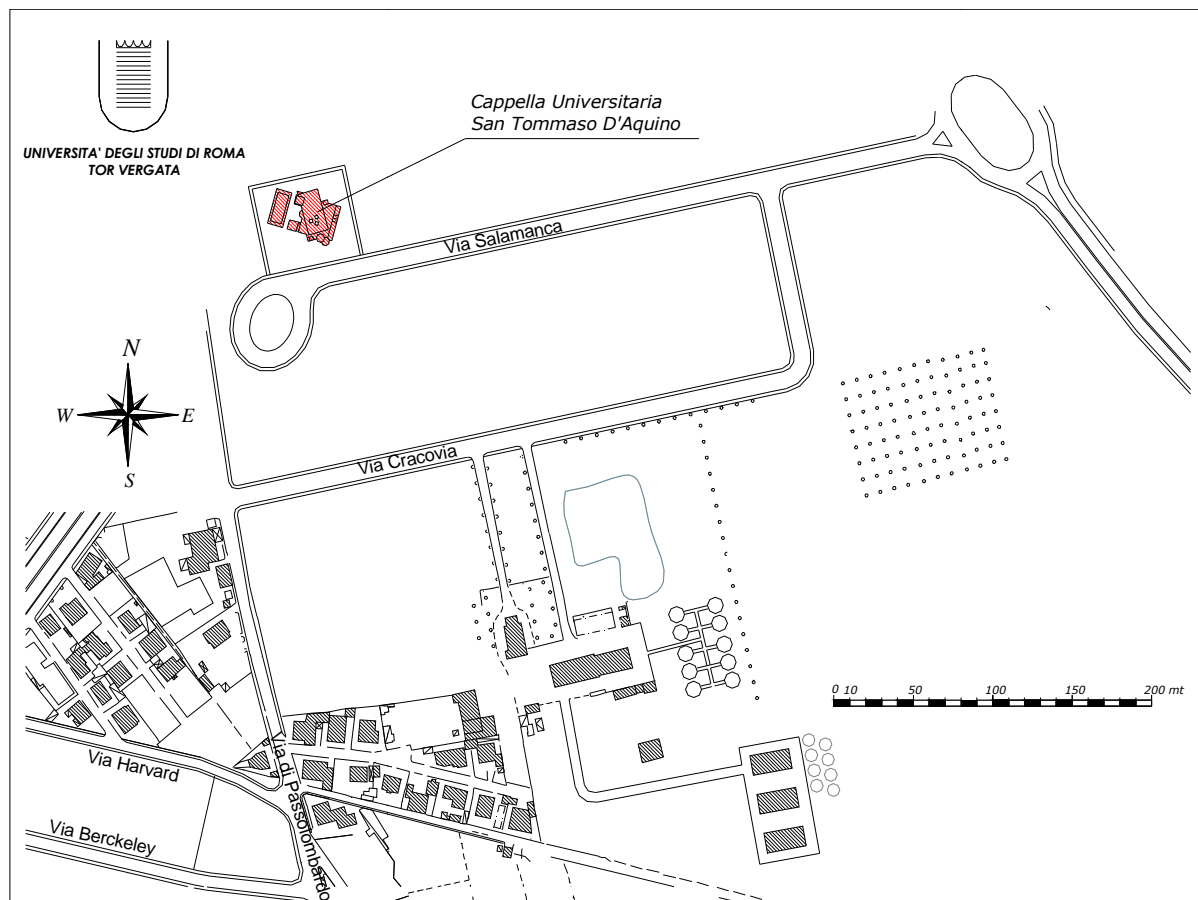 Cappella Universitaria
San Tommaso D'Aquino
UNIVERSITA' DEGLI STUDI DI ROMA
TOR VERGATA
Via Salamanca
N
W
E
S
Via Cracovia
0 10 50 100 150 200 mt
Via Harvard
Via di Passolombardo
Via Berckeley